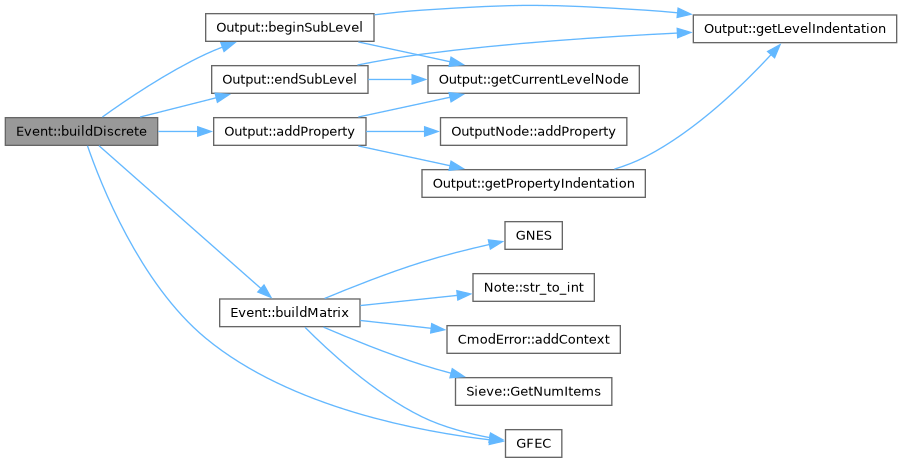 Event::buildDiscrete
Output::beginSubLevel
Output::endSubLevel
Output::addProperty
Event::buildMatrix
Output::getLevelIndentation
Output::getCurrentLevelNode
OutputNode::addProperty
Output::getPropertyIndentation
GNES
Note::str_to_int
CmodError::addContext
Sieve::GetNumItems
GFEC